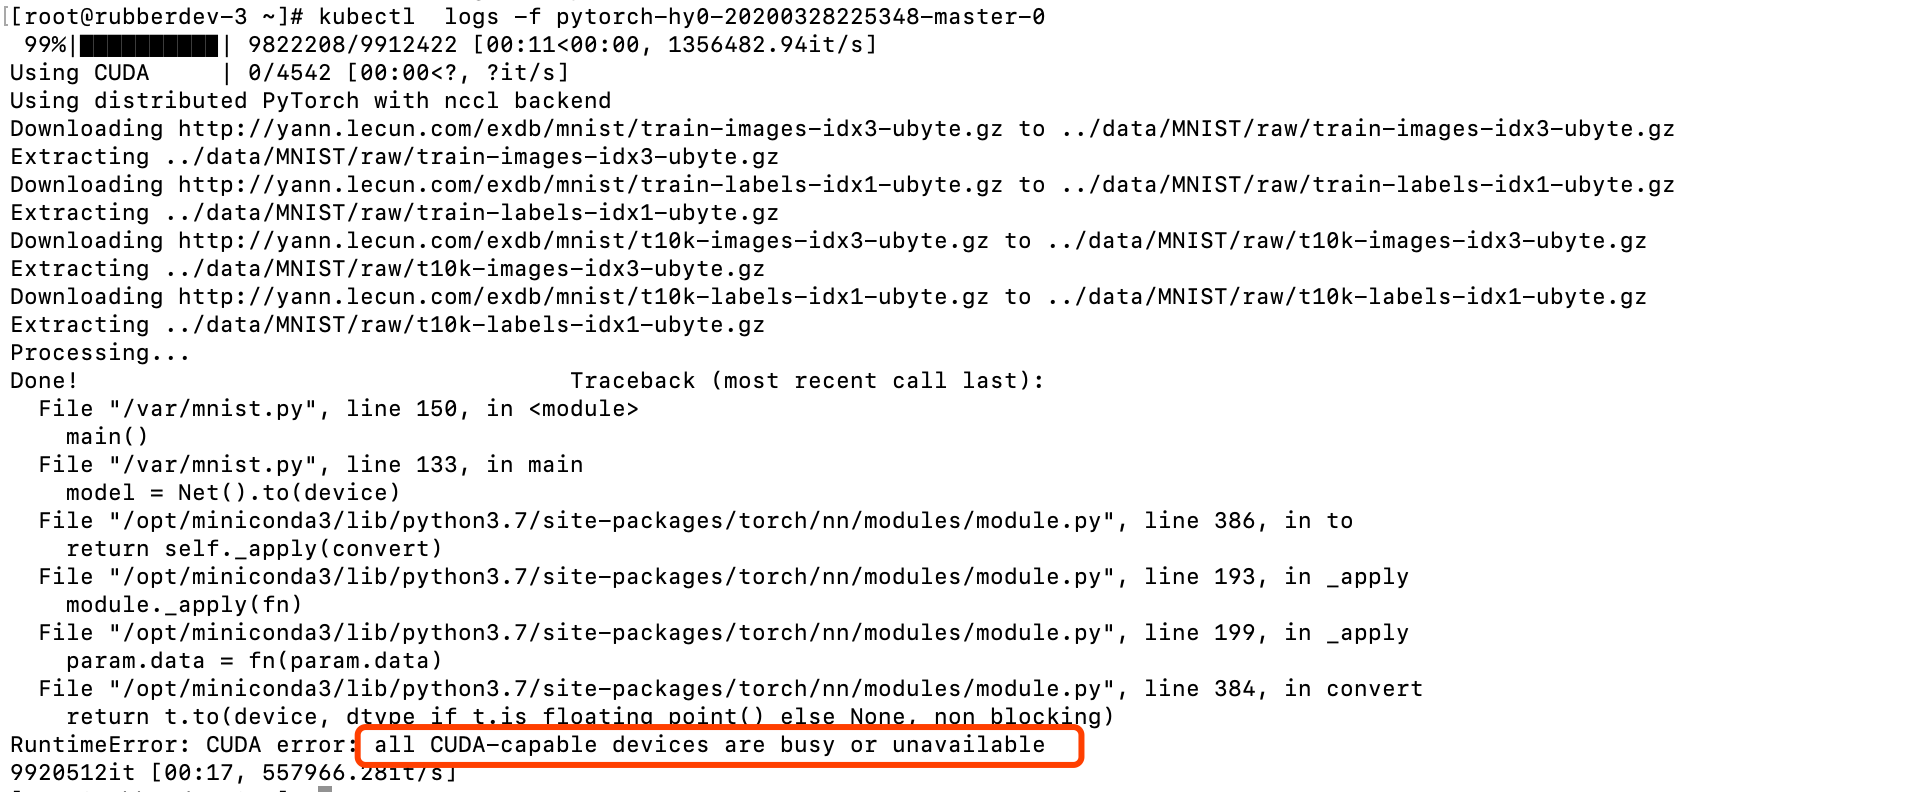 [[root@rubberdev-3 ~]# kubectl  logs -f pytorch-hy0-20200328225348-master-0
 99%|██████████| 9822208/9912422 [00:11<00:00, 1356482.94it/s]
Using CUDA     | 0/4542 [00:00<?, ?it/s]
Using distributed PyTorch with nccl backend
Downloading http://yann.lecun.com/exdb/mnist/train-images-idx3-ubyte.gz to ../data/MNIST/raw/train-images-idx3-ubyte.gz
Extracting ../data/MNIST/raw/train-images-idx3-ubyte.gz
Downloading http://yann.lecun.com/exdb/mnist/train-labels-idx1-ubyte.gz to ../data/MNIST/raw/train-labels-idx1-ubyte.gz
Extracting ../data/MNIST/raw/train-labels-idx1-ubyte.gz
Downloading http://yann.lecun.com/exdb/mnist/t10k-images-idx3-ubyte.gz to ../data/MNIST/raw/t10k-images-idx3-ubyte.gz
Extracting ../data/MNIST/raw/t10k-images-idx3-ubyte.gz
Downloading http://yann.lecun.com/exdb/mnist/t10k-labels-idx1-ubyte.gz to ../data/MNIST/raw/t10k-labels-idx1-ubyte.gz
Extracting ../data/MNIST/raw/t10k-labels-idx1-ubyte.gz
Processing...
Done!                                   Traceback (most recent call last):
  File "/var/mnist.py", line 150, in <module>
    main()
  File "/var/mnist.py", line 133, in main
    model = Net().to(device)
  File "/opt/miniconda3/lib/python3.7/site-packages/torch/nn/modules/module.py", line 386, in to
    return self._apply(convert)
  File "/opt/miniconda3/lib/python3.7/site-packages/torch/nn/modules/module.py", line 193, in _apply
    module._apply(fn)
  File "/opt/miniconda3/lib/python3.7/site-packages/torch/nn/modules/module.py", line 199, in _apply
    param.data = fn(param.data)
  File "/opt/miniconda3/lib/python3.7/site-packages/torch/nn/modules/module.py", line 384, in convert
    return t.to(device, dtype if t.is_floating_point() else None, non_blocking)
RuntimeError: CUDA error: all CUDA-capable devices are busy or unavailable
9920512it [00:17, 557966.28it/s]